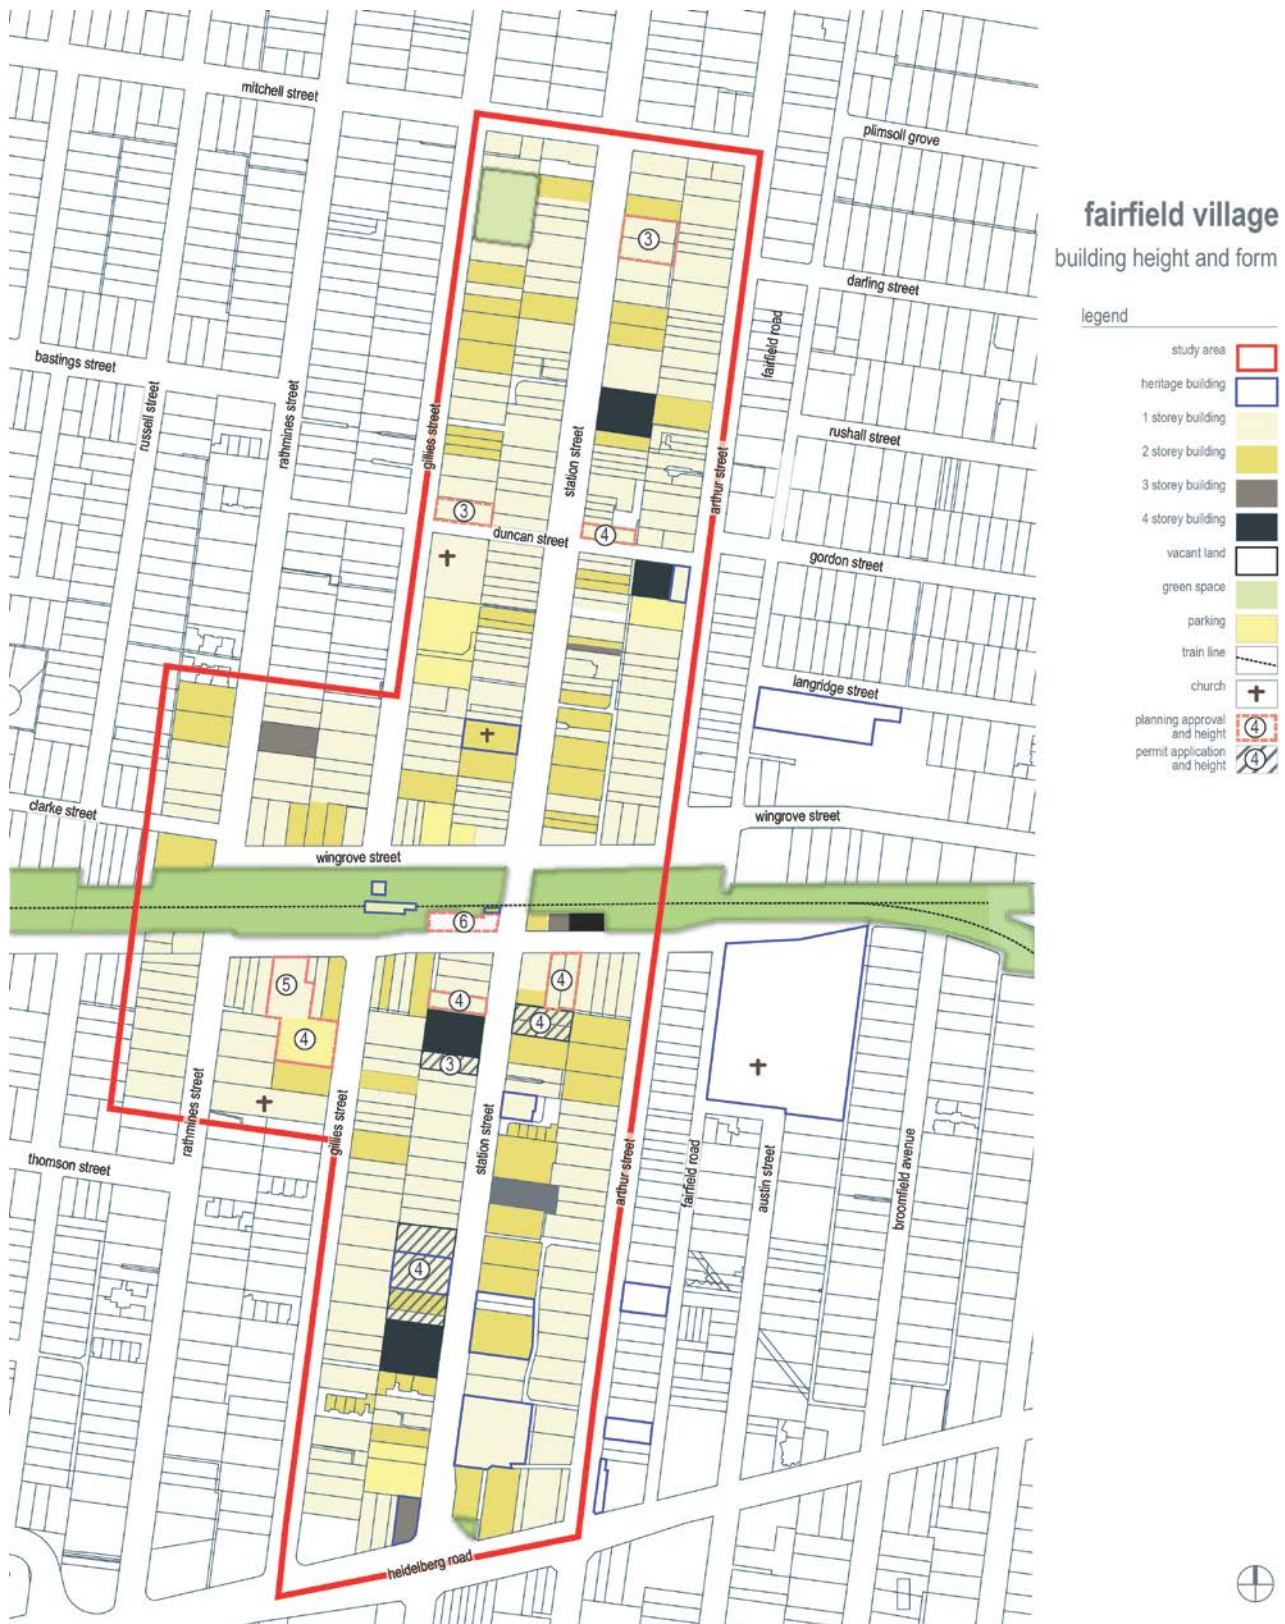 mitchell street
plimsoll grove
fairfield village
building height and form
darling street
legend
study area
heritage building
1 storey building
2 storey building
3 storey building
4 storey building
vacant land
green space
parking
train line
church
planning approval
and height
4
permit application
and height
4
3
fairfield road
bastings street
russell street
rathmines street
gillies street
station street
arthur street
rushall street
3
duncan street
4
gordon street
langridge street
clarke street
wingrove street
wingrove street
6
5
4
4
4
4
3
rathmines street
gillies street
station street
arthur street
fairfield road
austin street
broomfield avenue
thomson street
4
heidelberg road